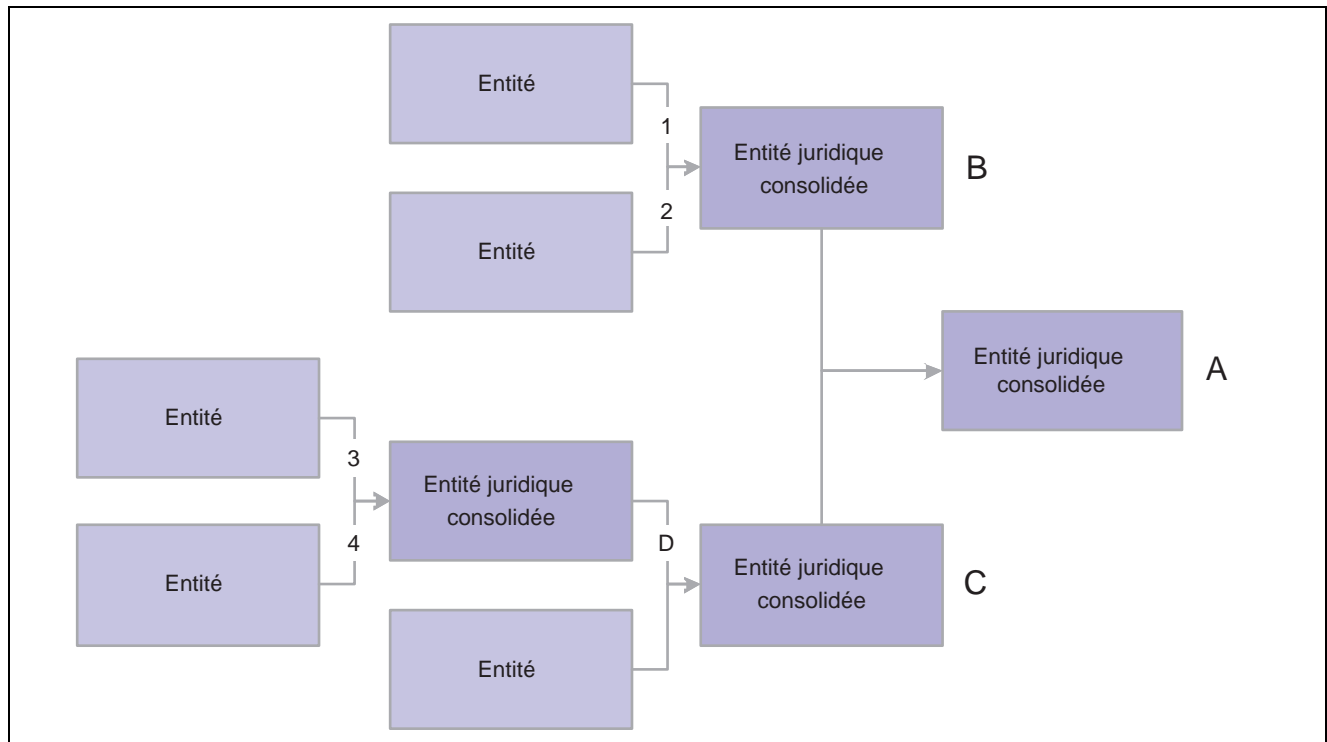 Entité
1
Entité juridique
consolidée
B
2
Entité
Entité juridique
consolidée
A
Entité
3
Entité juridique
consolidée
4
Entité
D
Entité juridique
consolidée
C
Entité